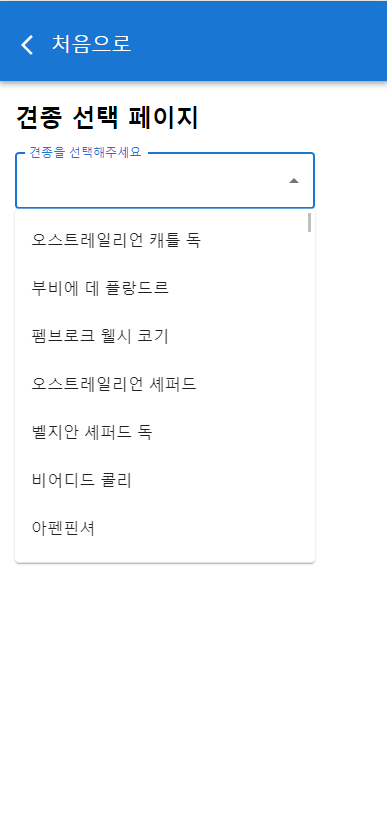 처음으로
견종 선택 페이지
견종을 선택해주세요
오스트레일리언 캐틀 독
부비에 데 플랑드르
펨브로크 웰시 코기
오스트레일리언 셰퍼드
벨지안 셰퍼드 독
비어디드 콜리
아펜핀셔